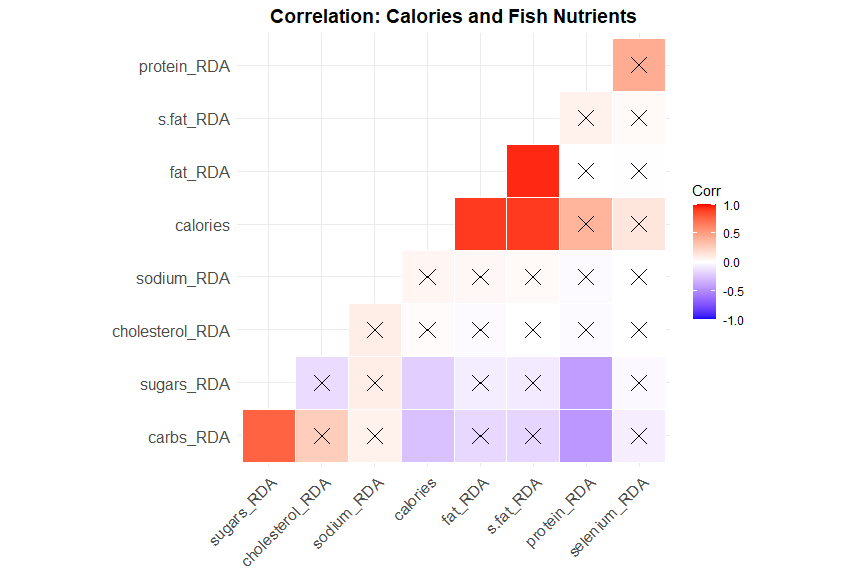 Correlation: Calories and Fish Nutrients
protein_RDA
s.fat_RDA
fat_RDA
calories
sodium_RDA
cholesterol_RDA
sugars_RDA
carbs_RDA
sugars_RDA
cholesterol_RDA
sodium_RDA
calories
fat_RDA
s.fat_RDA
protein_RDA
selenium_RDA
Corr
1.0
0.5
0.0
-0.5
-1.0